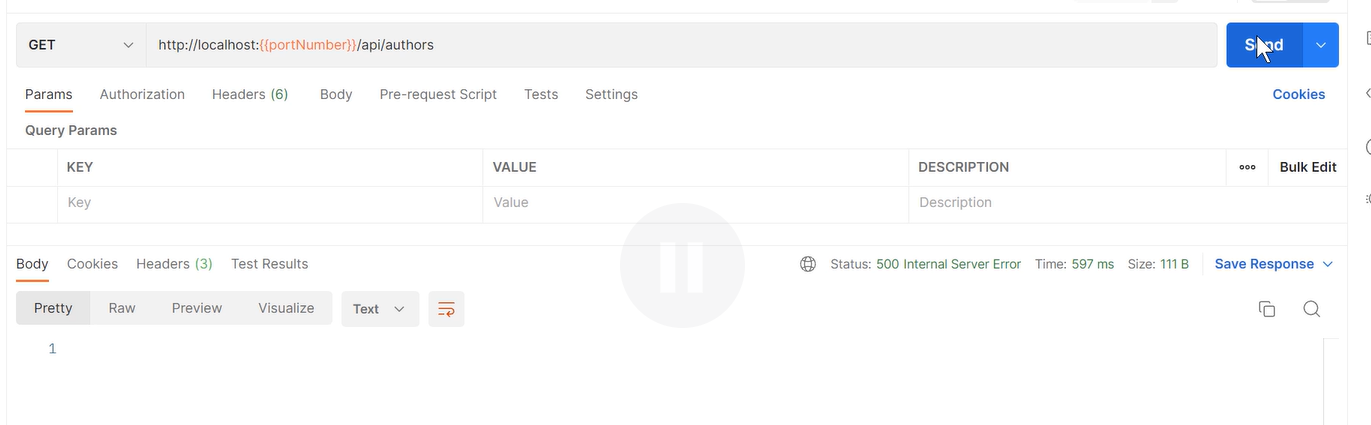 GET http://localhost:{{portNumber}}/api/authors Send
Params Authorization Headers (6) Body Pre-request Script Tests Settings Cookies
Query Params
KEY VALUE DESCRIPTION ooo Bulk Edit
Key Value Description
Body Cookies Headers (3) Test Results Status: 500 Internal Server Error Time: 597 ms Size: 111 B Save Response
Pretty Raw Preview Visualize Text
1